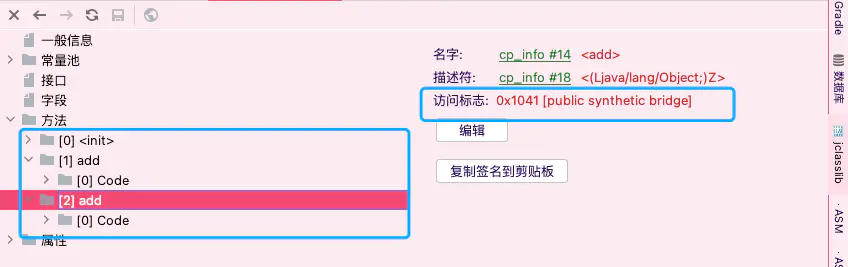 一般信息
常量池
接口
字段
方法
[0] <init>
[1] add
[0] Code
[2] add
[0] Code
属性
名字: cp_info #14 <add>
描述符: cp_info #18 <(Ljava/lang/Object;)Z>
访问标志: 0x1041 [public synthetic bridge]
编辑
复制签名到剪贴板
Gradle
数据库
jclasslib
ASM